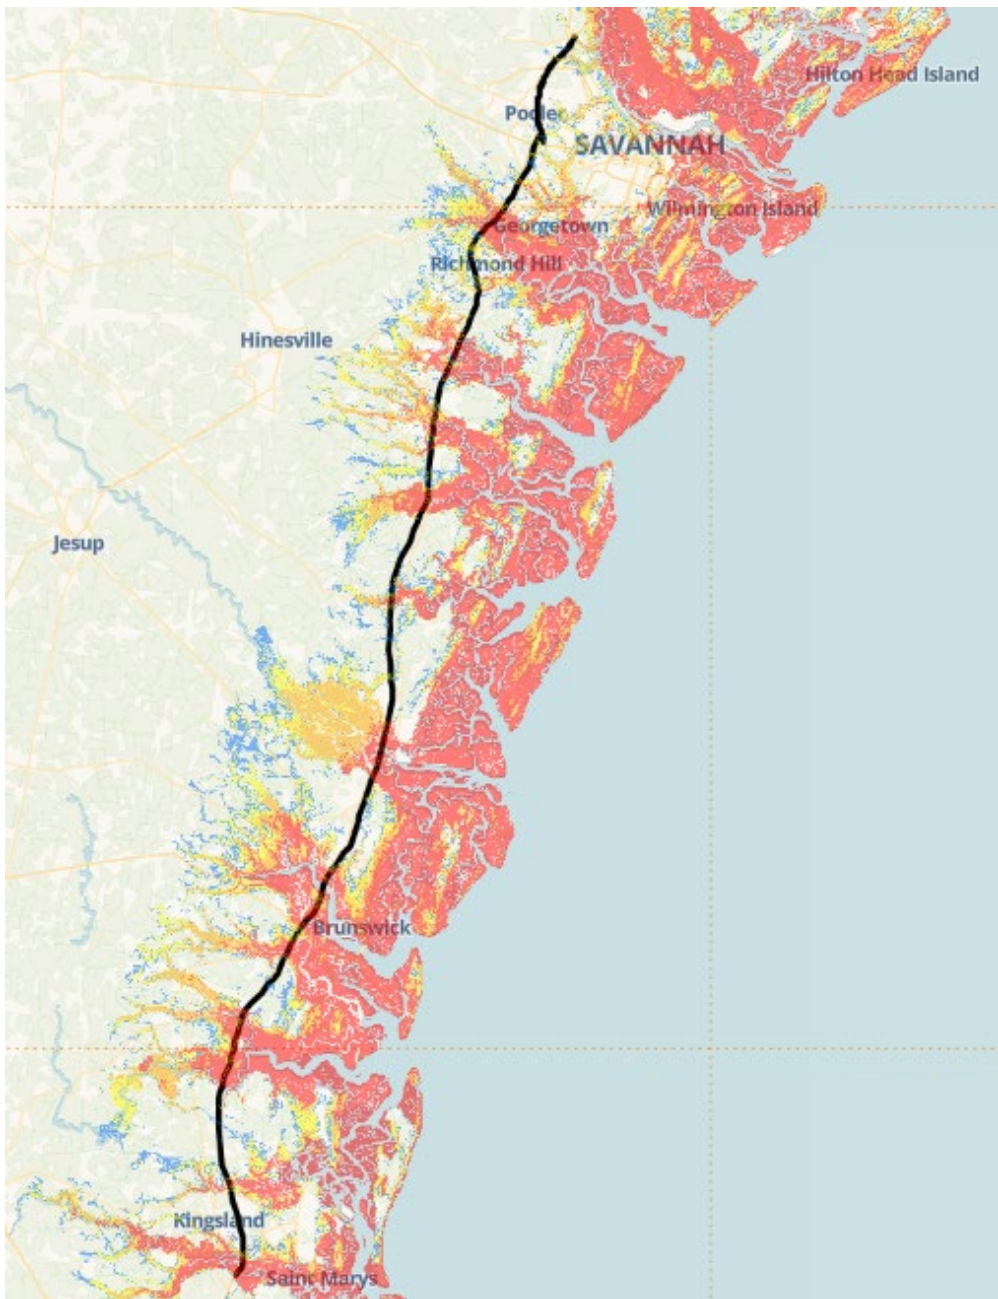 Hilton Head Island
Pooler
SAVANNAH
Wilmington Island
Georgetown
Richmond Hill
Hinesville
Jesup
Brunswick
Kingsland
Saint Marys